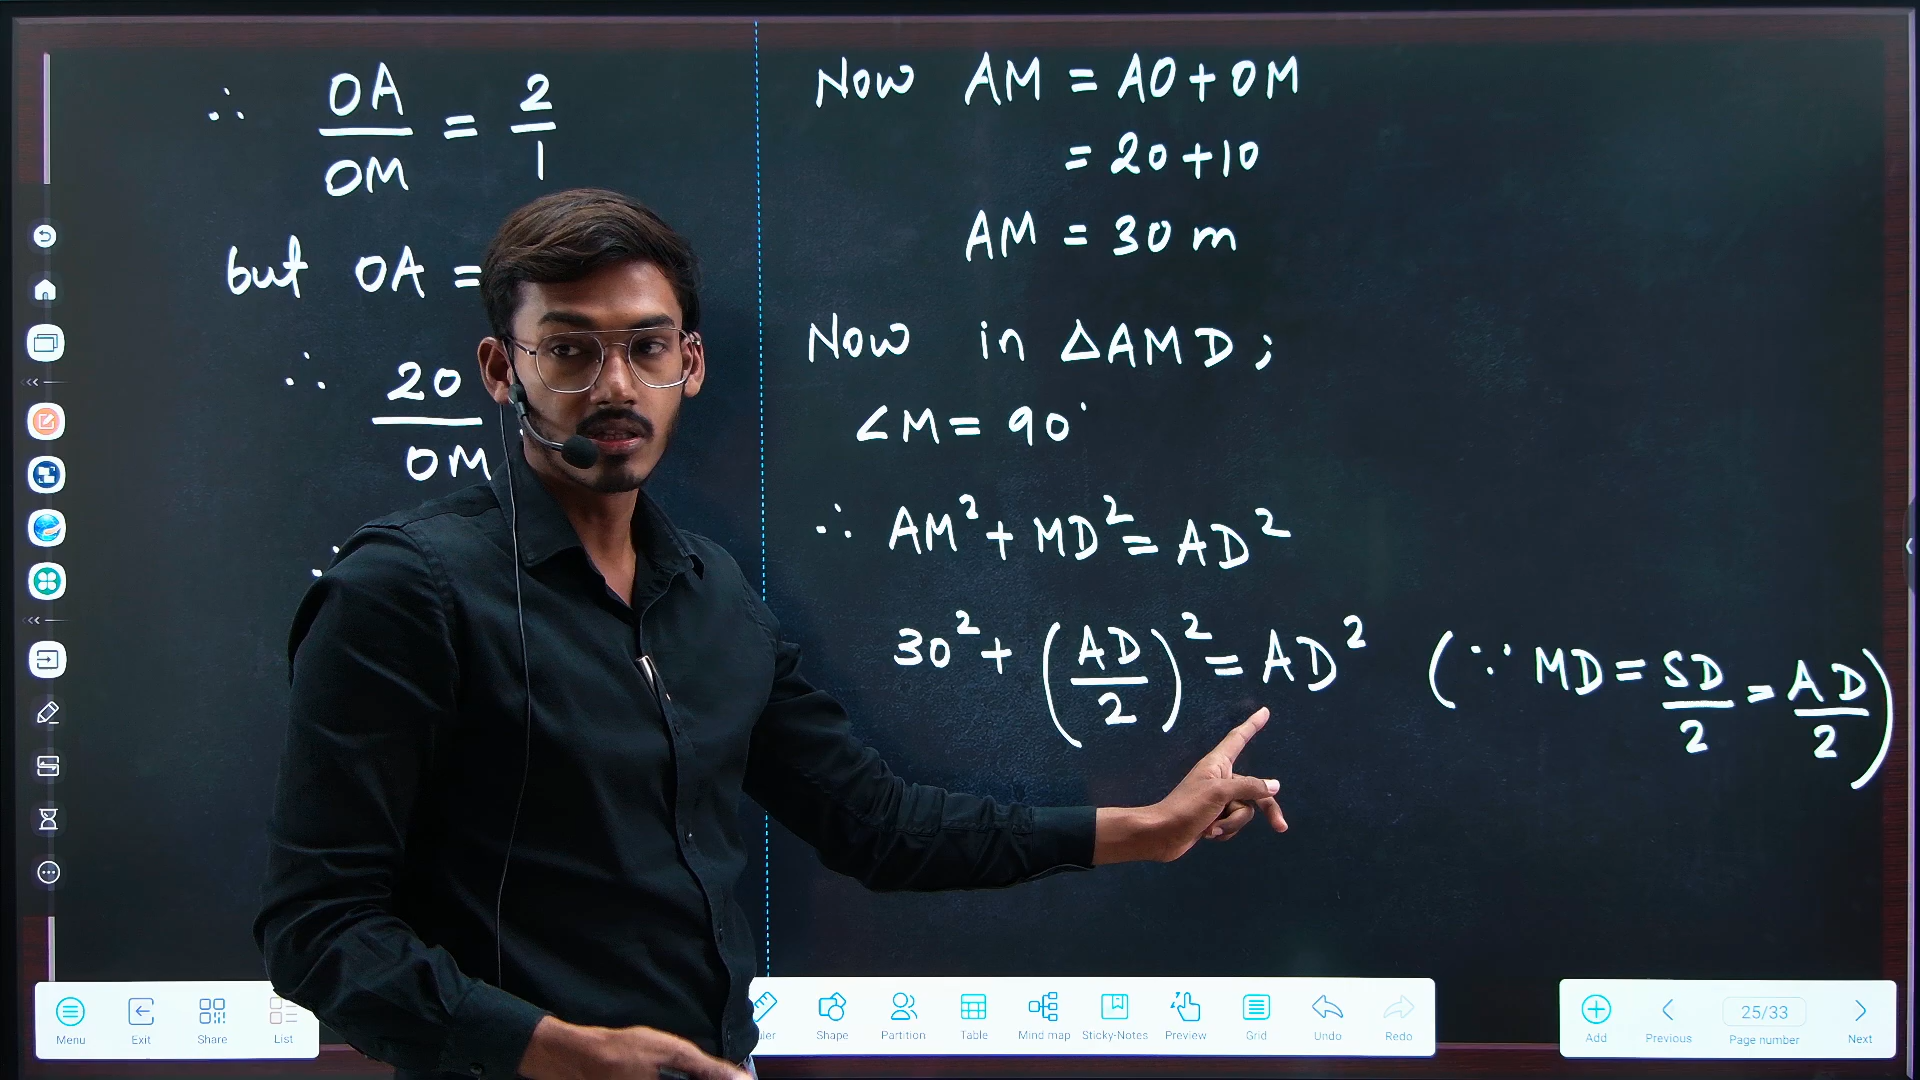 ∴ OA/OM = 2/1
but OA =
∴ 20/OM
∴
Now AM = AO + OM
= 20 + 10
AM = 30 m
Now in △AMD;
∠M = 90°
∴ AM² + MD² = AD²
30² + (AD/2)² = AD² (∵ MD = SD/2 = AD/2)
Menu
Exit
Share
List
uler
Shape
Partition
Table
Mind map
Sticky-Notes
Preview
Grid
Undo
Redo
Add
Previous
25/33
Page number
Next